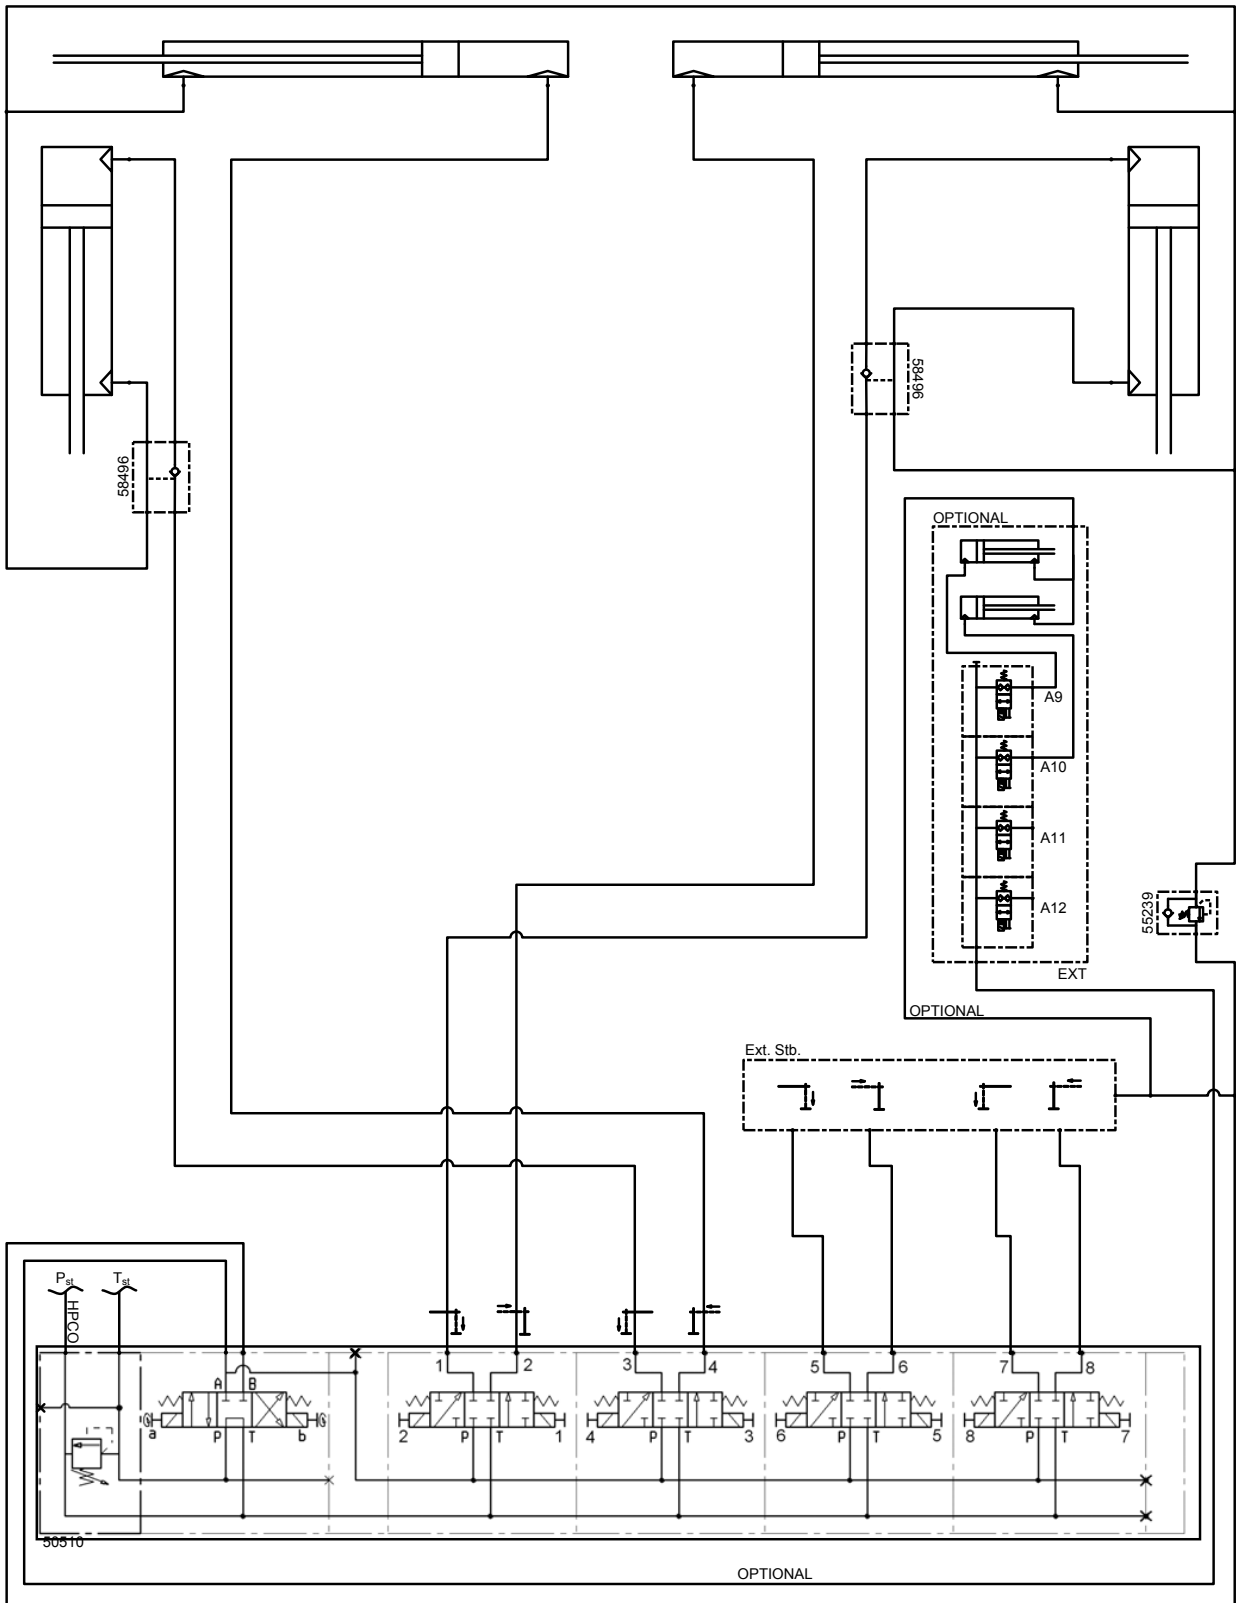 58496
58496
OPTIONAL
A9
A10
A11
A12
55239
EXT
OPTIONAL
Ext. Stb.
Pst
Tst
HPCO
1 2 3 4 5 6 7 8
A B
a P T b
2 P T 1
4 P T 3
6 P T 5
8 P T 7
50510
OPTIONAL